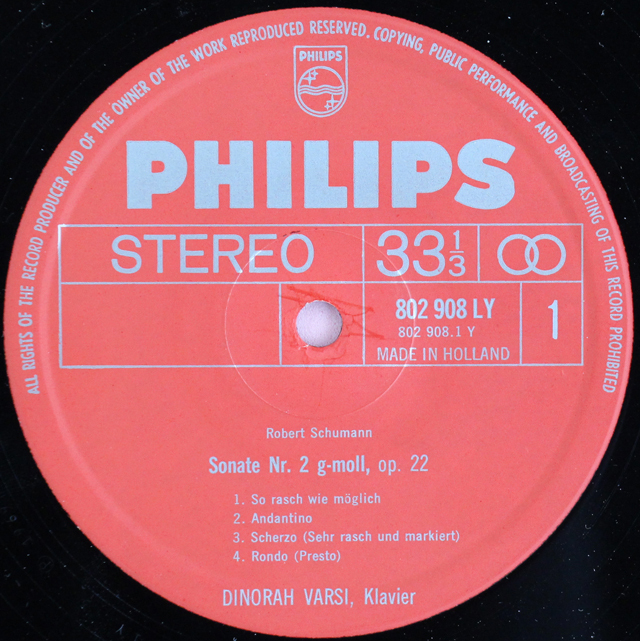 ALL RIGHTS OF THE RECORD PRODUCER AND OF THE OWNER OF THE WORK REPRODUCED RESERVED. COPYING, PUBLIC PERFORMANCE AND BROADCASTING OF THIS RECORD PROHIBITED
PHILIPS
PHILIPS
STEREO 33 1/3
802 908 LY 1
802 908.1 Y
MADE IN HOLLAND
Robert Schumann
Sonate Nr. 2 g-moll, op. 22
1. So rasch wie möglich
2. Andantino
3. Scherzo (Sehr rasch und markiert)
4. Rondo (Presto)
DINORAH VARSI, Klavier